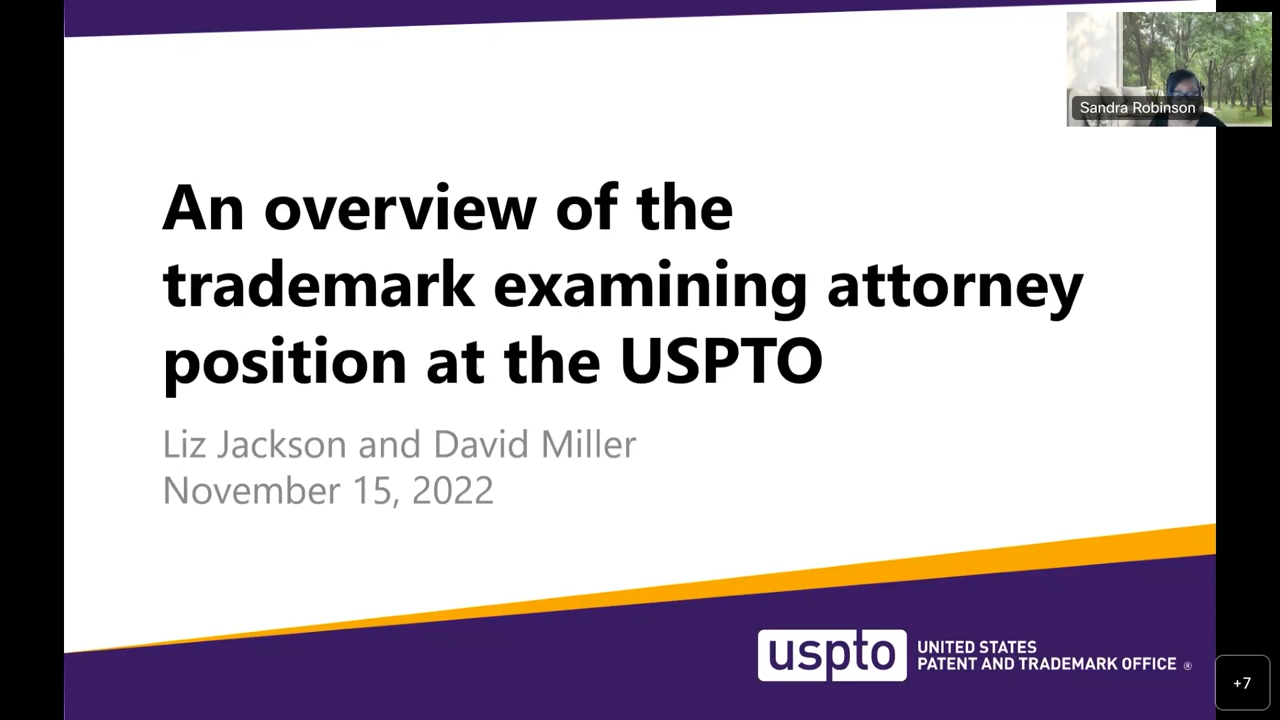 Sandra Robinson
An overview of the
trademark examining attorney
position at the USPTO
Liz Jackson and David Miller
November 15, 2022
uspto
UNITED STATES
PATENT AND TRADEMARK OFFICE ®
+7